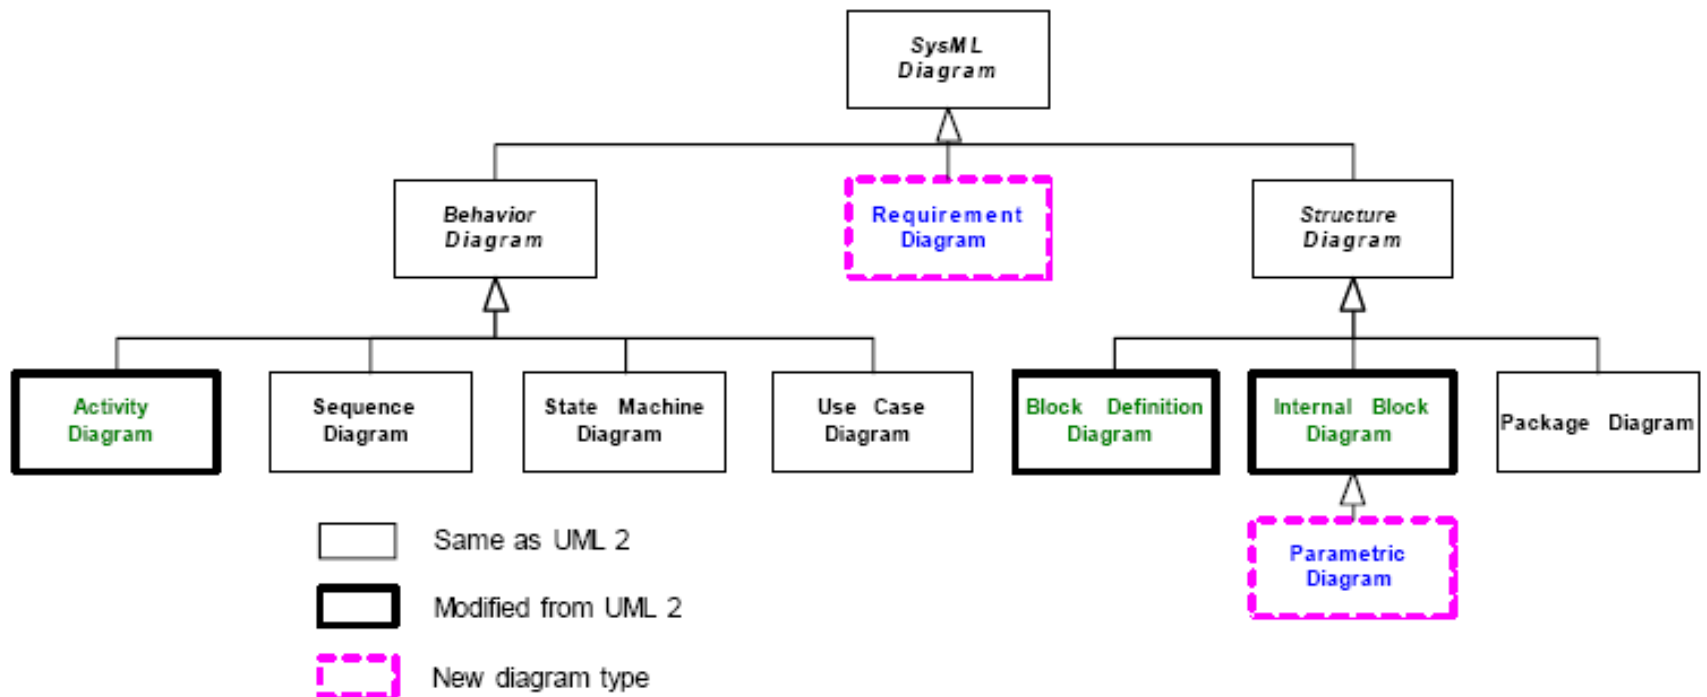 SysML
Diagram
Behavior
Diagram
Requirement
Diagram
Structure
Diagram
Activity
Diagram
Sequence
Diagram
State Machine
Diagram
Use Case
Diagram
Block Definition
Diagram
Internal Block
Diagram
Package Diagram
Parametric
Diagram
Same as UML 2
Modified from UML 2
New diagram type